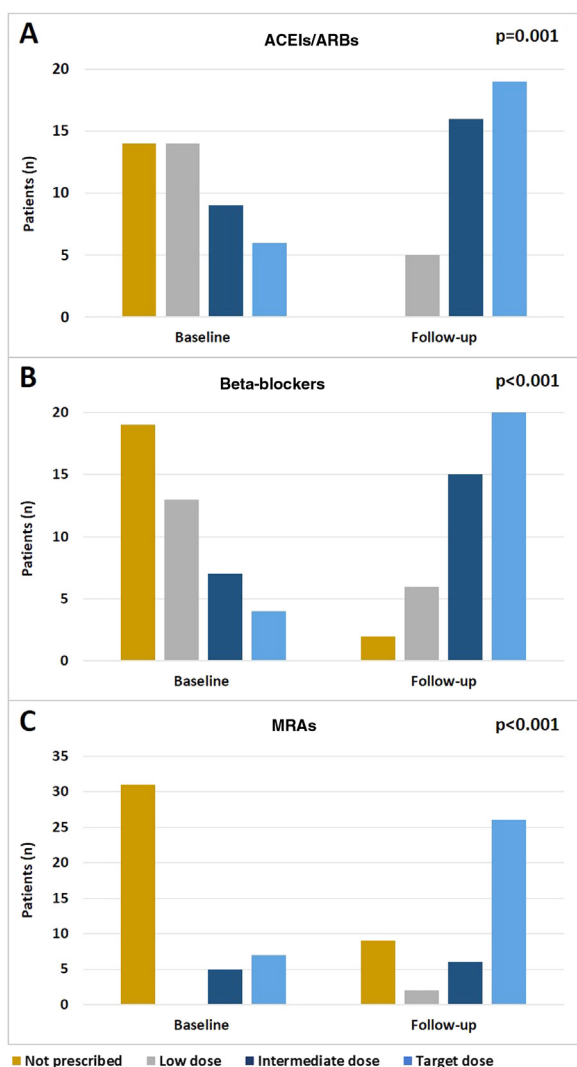 A
ACEIs/ARBs
p=0.001
20
15
10
5
0
Patients (n)
Baseline
Follow-up
B
Beta-blockers
p<0.001
20
15
10
5
0
Patients (n)
Baseline
Follow-up
C
MRAs
p<0.001
35
30
25
20
15
10
5
0
Patients (n)
Baseline
Follow-up
Not prescribed
Low dose
Intermediate dose
Target dose